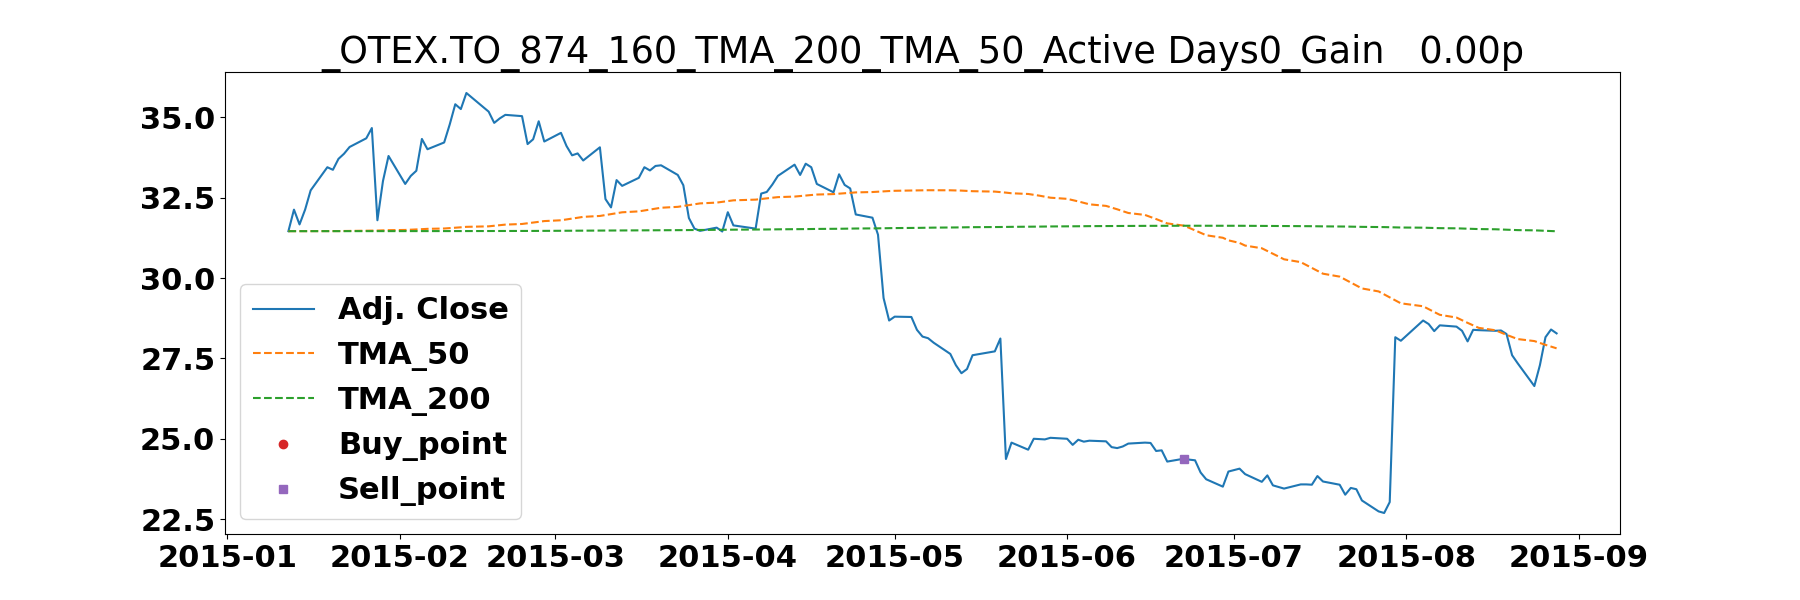 _OTEX.TO_874_160_TMA_200_TMA_50_Active Days0_Gain   0.00p
35.0
32.5
30.0
27.5
25.0
22.5
Adj. Close
TMA_50
TMA_200
Buy_point
Sell_point
2015-01 2015-02 2015-03 2015-04 2015-05 2015-06 2015-07 2015-08 2015-09